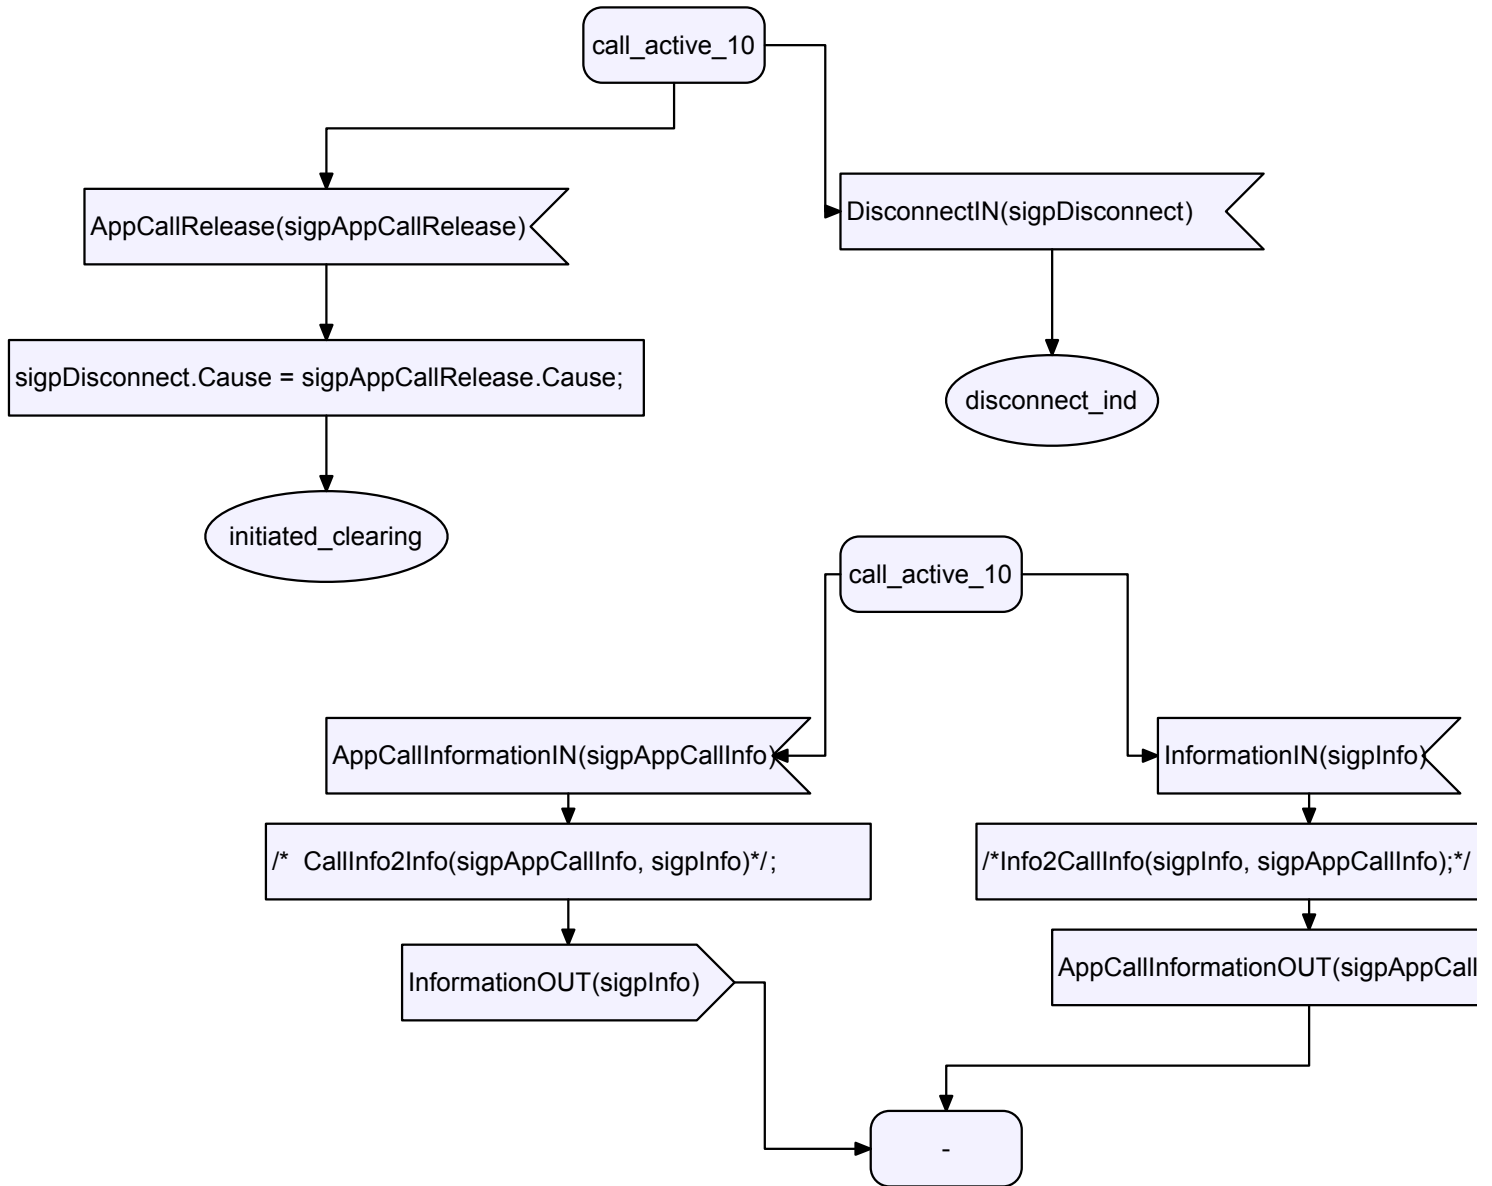 call_active_10
AppCallRelease(sigpAppCallRelease)
DisconnectIN(sigpDisconnect)
sigpDisconnect.Cause = sigpAppCallRelease.Cause;
disconnect_ind
initiated_clearing
call_active_10
AppCallInformationIN(sigpAppCallInfo)
InformationIN(sigpInfo)
/*  CallInfo2Info(sigpAppCallInfo, sigpInfo)*/;
/*Info2CallInfo(sigpInfo, sigpAppCallInfo);*/
InformationOUT(sigpInfo)
AppCallInformationOUT(sigpAppCall
-